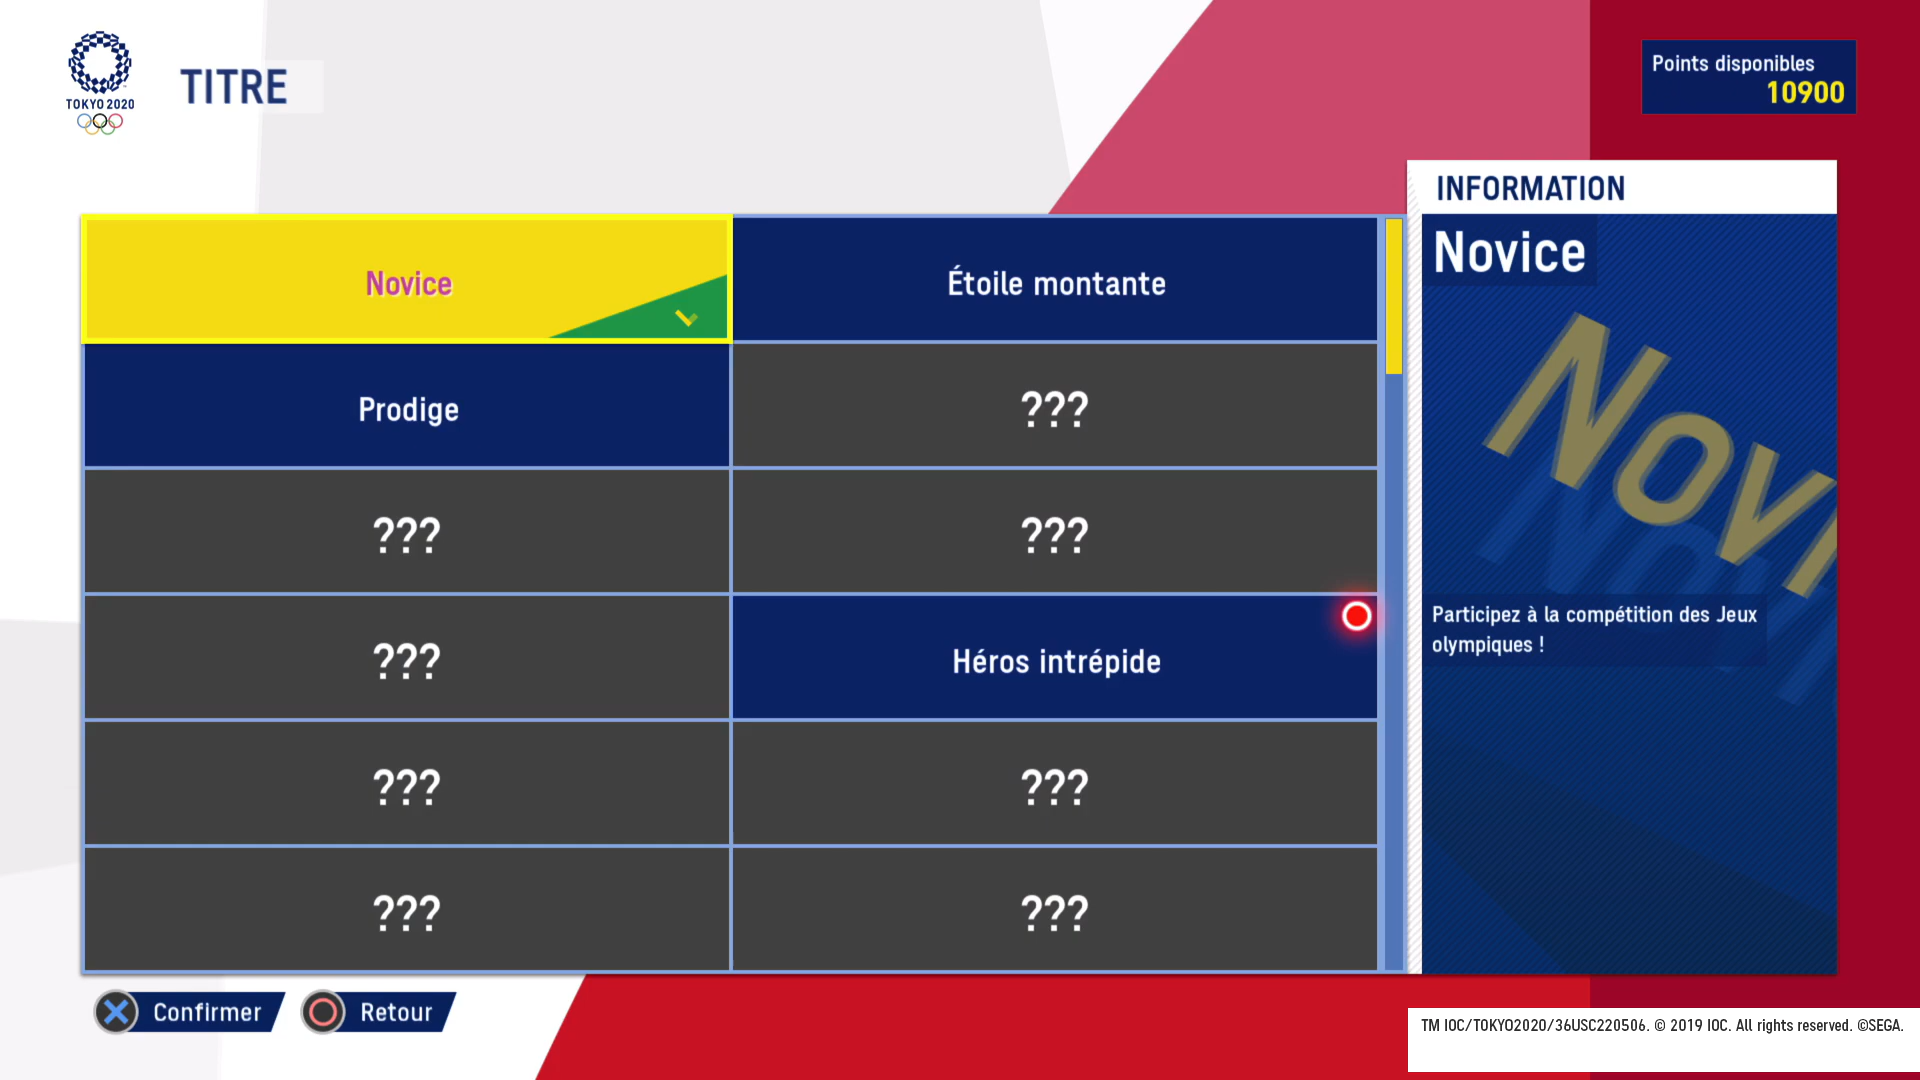 TOKYO 2020
TITRE
Points disponibles
10900
INFORMATION
Novice
Étoile montante
Prodige
???
???
???
???
Héros intrépide
???
???
???
???
Novice
NOVI
Participez à la compétition des Jeux
olympiques !
Confirmer
Retour
TM IOC/TOKYO2020/36USC220506. © 2019 IOC. All rights reserved. ©SEGA.